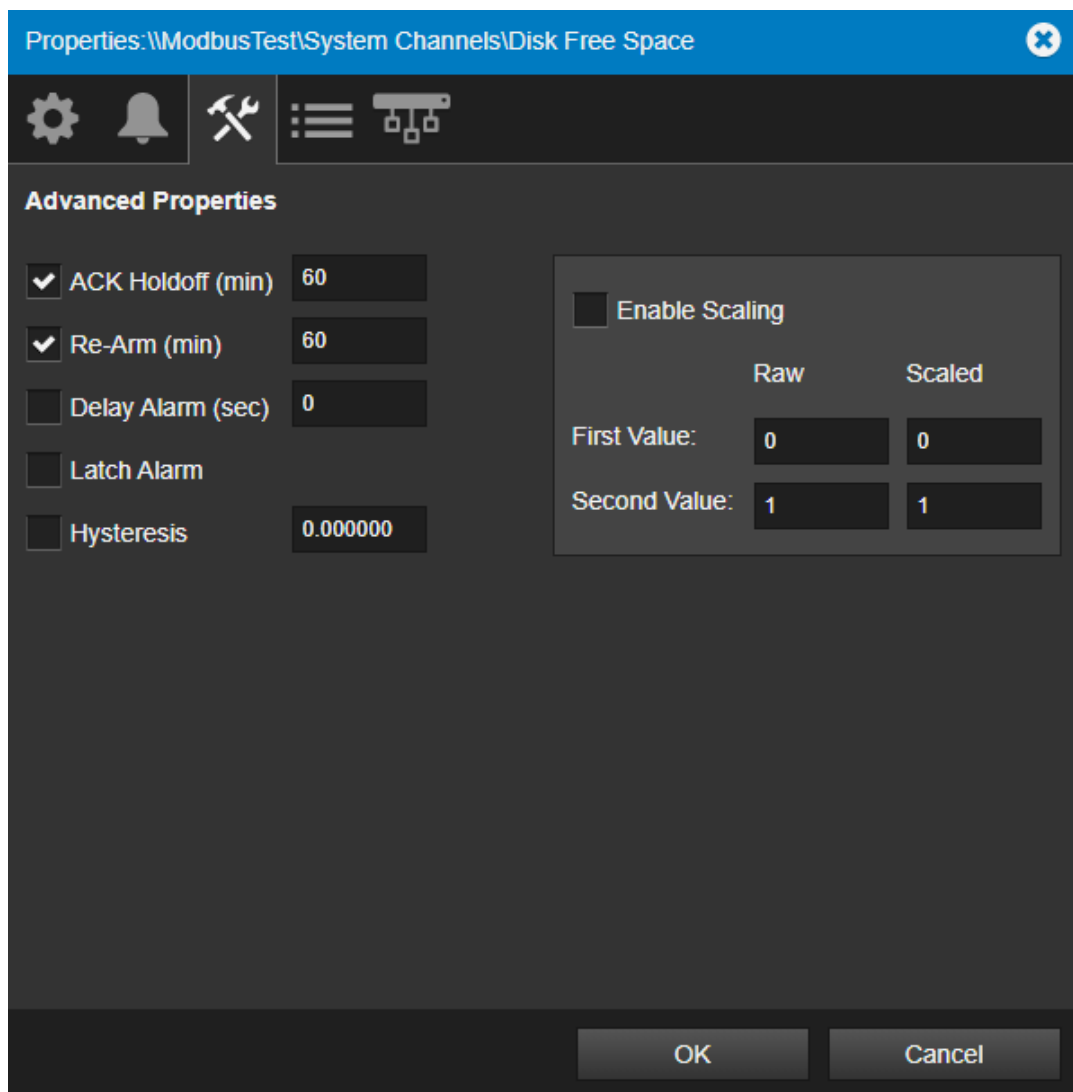 Properties:\\ModbusTest\System Channels\Disk Free Space
Advanced Properties
ACK Holdoff (min) 60
Re-Arm (min) 60
Delay Alarm (sec) 0
Latch Alarm
Hysteresis 0.000000
Enable Scaling
Raw Scaled
First Value: 0 0
Second Value: 1 1
OK Cancel